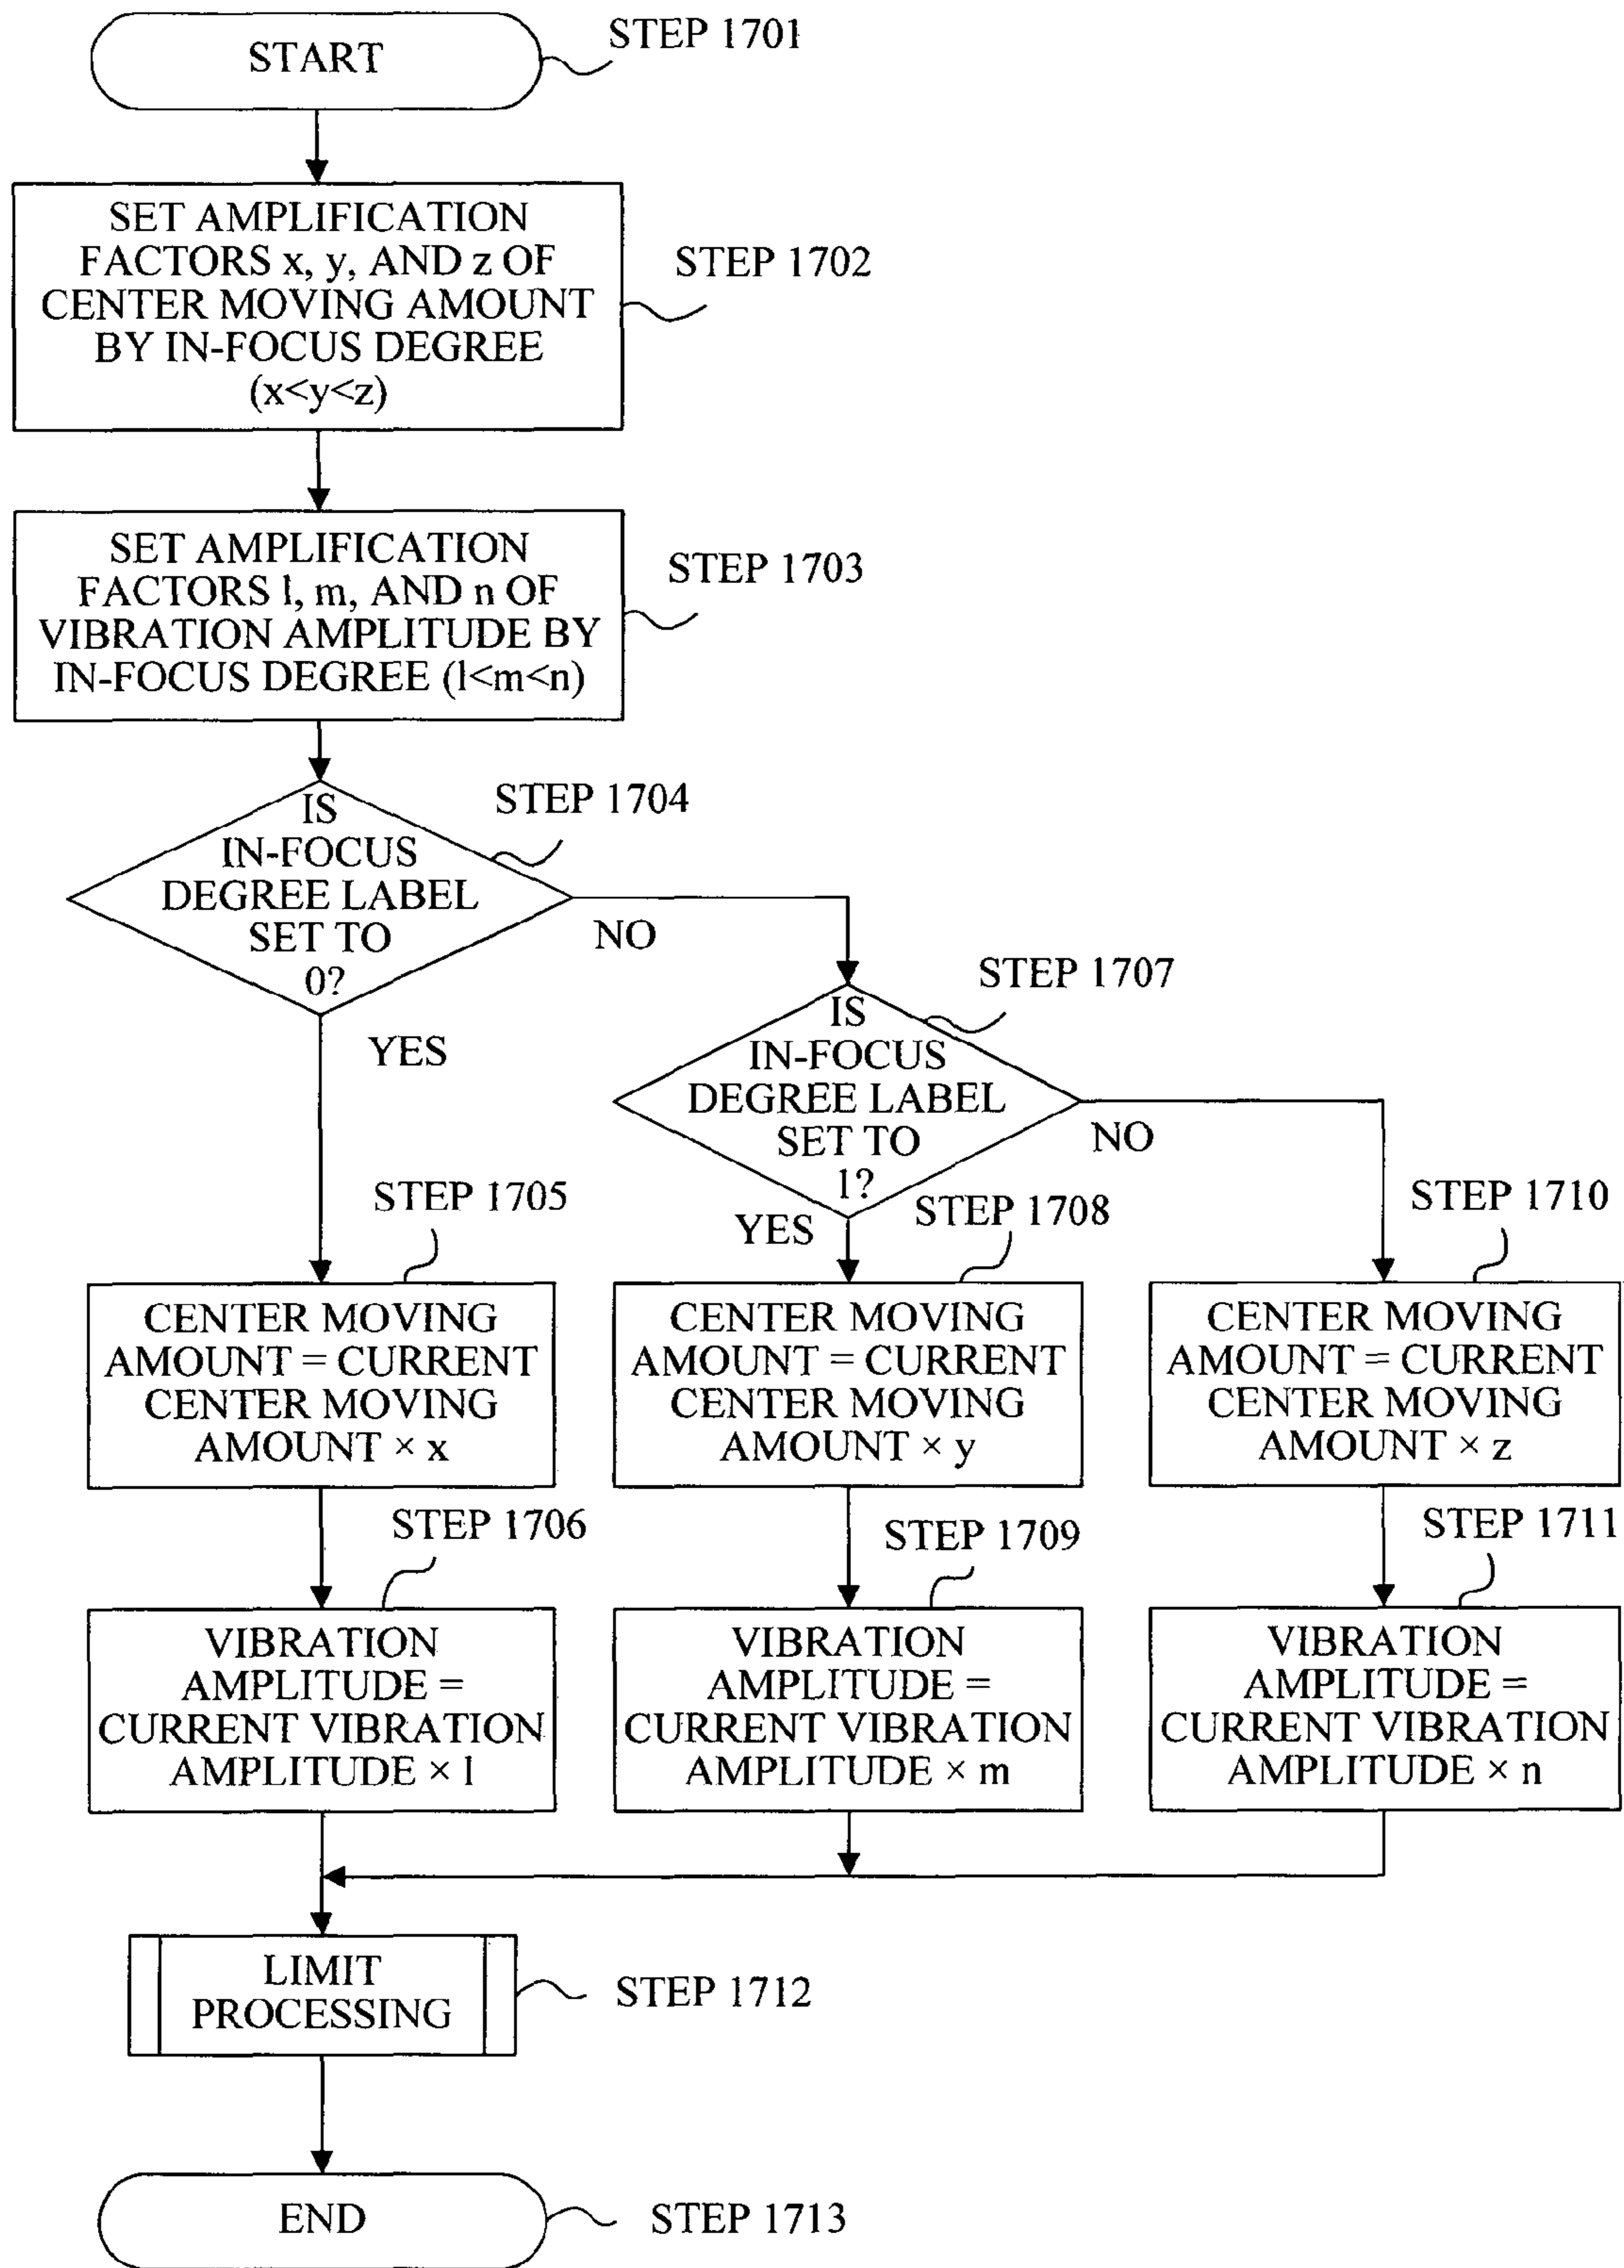 START
STEP 1701
SET AMPLIFICATION
FACTORS x, y, AND z OF
CENTER MOVING AMOUNT
BY IN-FOCUS DEGREE
(x<y<z)
STEP 1702
SET AMPLIFICATION
FACTORS l, m, AND n OF
VIBRATION AMPLITUDE BY
IN-FOCUS DEGREE (l<m<n)
STEP 1703
IS
IN-FOCUS
DEGREE LABEL
SET TO
0?
STEP 1704
NO
YES
IS
IN-FOCUS
DEGREE LABEL
SET TO
1?
STEP 1707
NO
YES
STEP 1705
CENTER MOVING
AMOUNT = CURRENT
CENTER MOVING
AMOUNT × x
STEP 1708
CENTER MOVING
AMOUNT = CURRENT
CENTER MOVING
AMOUNT × y
STEP 1710
CENTER MOVING
AMOUNT = CURRENT
CENTER MOVING
AMOUNT × z
STEP 1706
VIBRATION
AMPLITUDE =
CURRENT VIBRATION
AMPLITUDE × l
STEP 1709
VIBRATION
AMPLITUDE =
CURRENT VIBRATION
AMPLITUDE × m
STEP 1711
VIBRATION
AMPLITUDE =
CURRENT VIBRATION
AMPLITUDE × n
LIMIT
PROCESSING
STEP 1712
END
STEP 1713